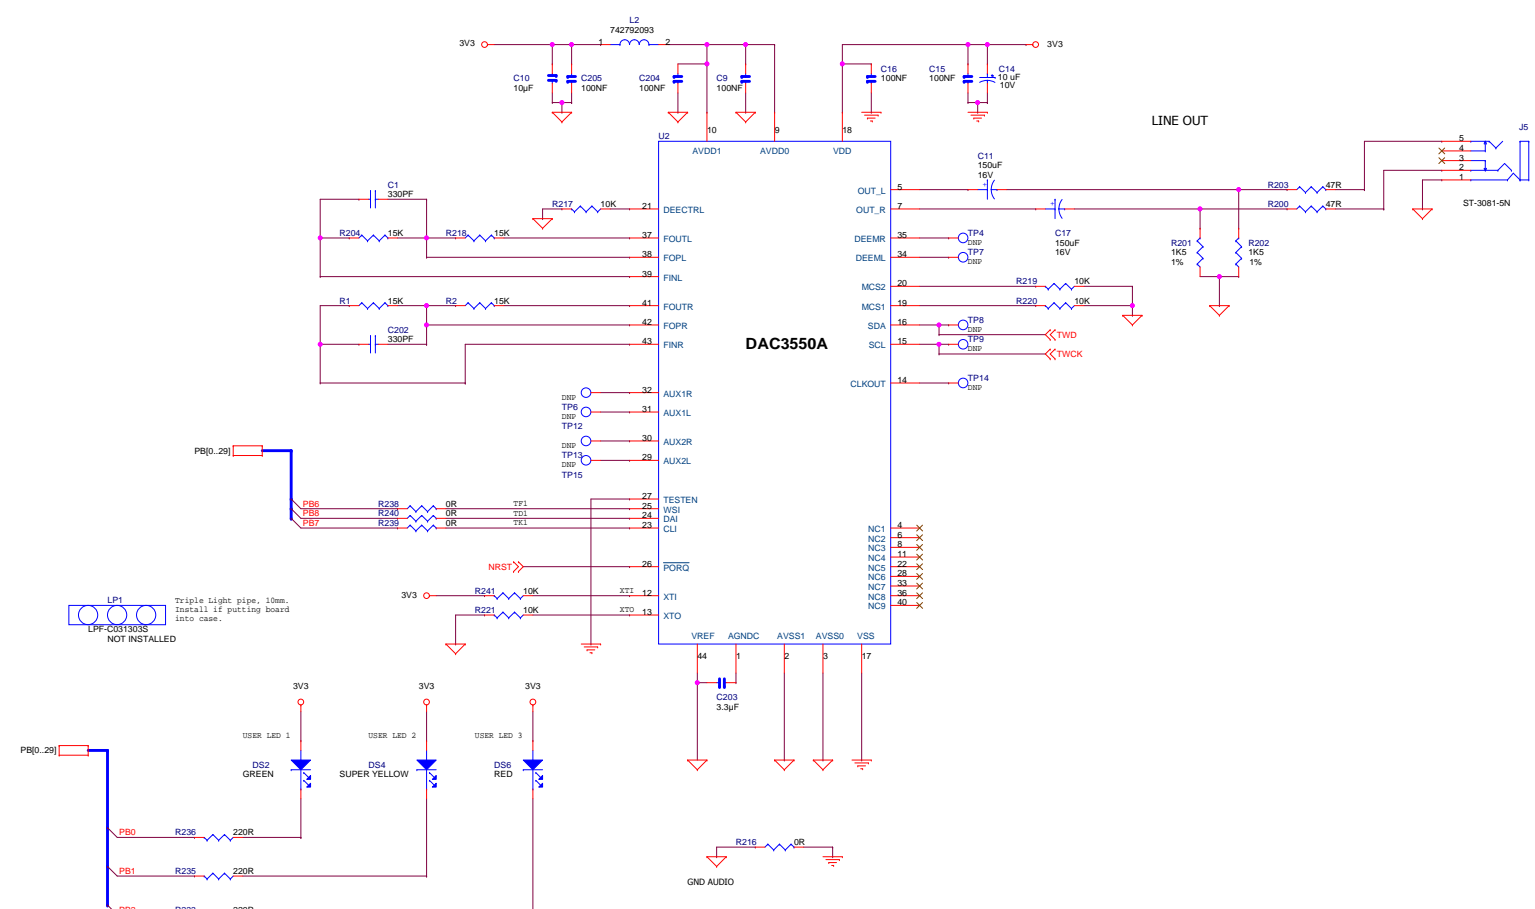 L2
742792093
3V3
1
2
3V3
C10
10µF
C205
100NF
C204
100NF
C9
100NF
C16
100NF
C15
100NF
C14
10 uF
10V
LINE OUT
J5
5
4
3
2
1
ST-3081-5N
U2
10
9
18
AVDD1
AVDD0
VDD
C1
330PF
R204
15K
R218
15K
R217
10K
21
DEECTRL
37
FOUTL
38
FOPL
39
FINL
R1
15K
R2
15K
41
FOUTR
42
FOPR
43
FINR
C202
330PF
DAC3550A
OUT_L
5
OUT_R
7
C11
150uF
16V
C17
150uF
16V
R203
47R
R200
47R
R201
1K5
1%
R202
1K5
1%
DEEMR
35
TP4
DNP
DEEML
34
TP7
DNP
MCS2
20
R219
10K
MCS1
19
R220
10K
SDA
16
TP8
DNP
TWD
SCL
15
TP9
DNP
TWCK
CLKOUT
14
TP14
DNP
DNP
TP6
32
AUX1R
DNP
TP12
31
AUX1L
DNP
TP13
30
AUX2R
DNP
TP15
29
AUX2L
PB[0..29]
27
TESTEN
PB6
R238
0R
TF1
25
WSI
PB8
R240
0R
TD1
24
DAI
PB7
R239
0R
TK1
23
CLI
NRST
26
PORQ
3V3
R241
10K
XTI
12
XTI
R221
10K
XTO
13
XTO
NC1
4
NC2
6
NC3
8
NC4
11
NC5
22
NC6
28
NC7
33
NC8
36
NC9
40
LP1
Triple Light pipe, 10mm.
Install if putting board
into case.
LPF-C031303S
NOT INSTALLED
VREF
AGNDC
AVSS1
AVSS0
VSS
44
1
2
3
17
C203
3.3µF
3V3
3V3
3V3
USER LED 1
USER LED 2
USER LED 3
PB[0..29]
DS2
GREEN
DS4
SUPER YELLOW
DS6
RED
PB0
R236
220R
PB1
R235
220R
R216
0R
GND AUDIO